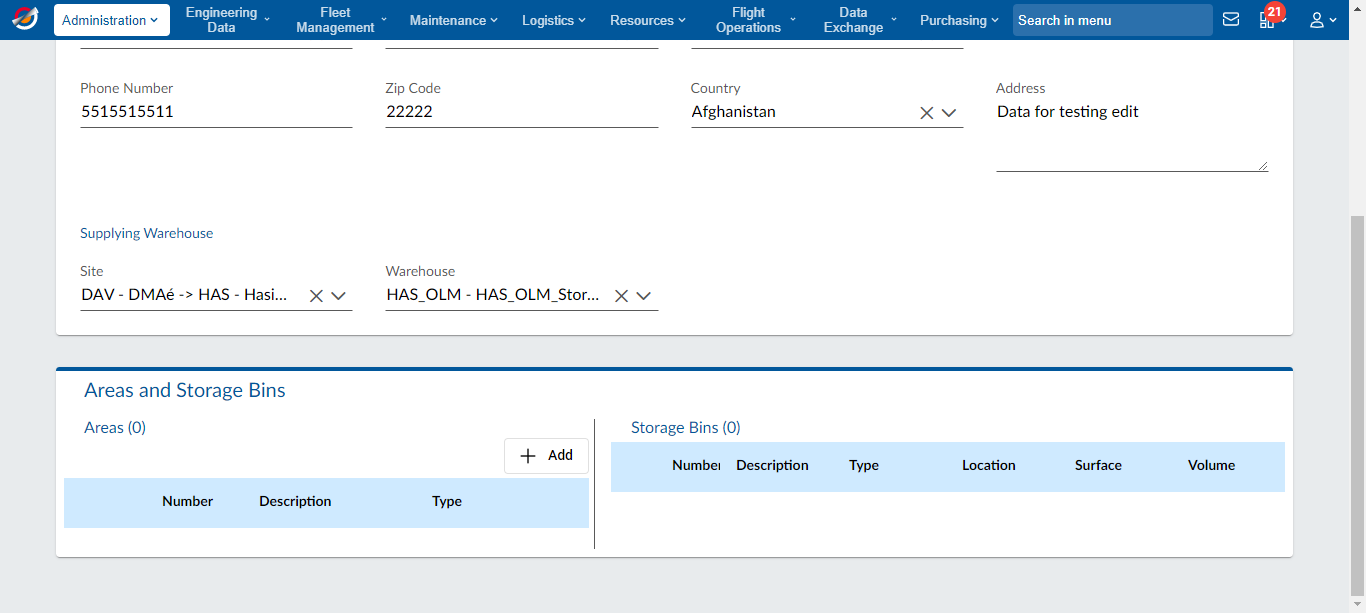 Administration
Engineering
Data
Fleet
Management
Maintenance
Logistics
Resources
Flight
Operations
Data
Exchange
Purchasing
Search in menu
21
Phone Number
5515515511
Zip Code
22222
Country
Afghanistan
Address
Data for testing edit
Supplying Warehouse
Site
DAV - DMAé -> HAS - Hasi...
Warehouse
HAS_OLM - HAS_OLM_Stor...
Areas and Storage Bins
Areas (0)
Add
Number Description Type
Storage Bins (0)
Number Description Type Location Surface Volume